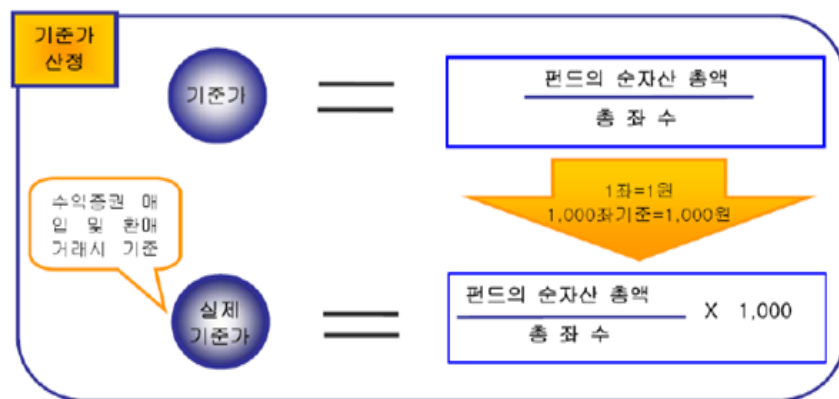 기준가
산정
기준가
펀드의 순자산 총액
총 좌 수
1좌=1원
1,000좌기준=1,000원
수익증권 매
입 및 환매
거래시 기준
실제
기준가
펀드의 순자산 총액
총 좌 수
X 1,000